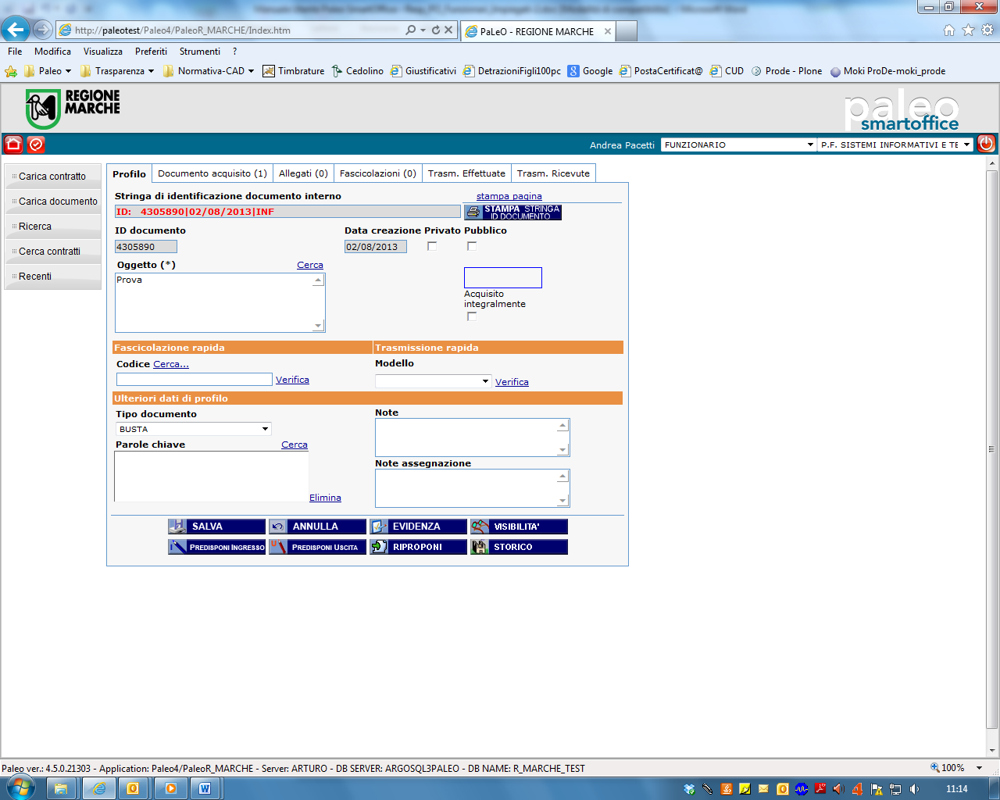 http://paleotest/Paleo4/PaleoR_MARCHE/Index.htm
PaLeO - REGIONE MARCHE
File Modifica Visualizza Preferiti Strumenti ?
Paleo Trasparenza Normativa-CAD Timbrature Cedolino Giustificativi DetrazioniFigli100pc Google PostaCertificat@ CUD Prode - Plone Moki ProDe-moki_prode
REGIONE
MARCHE
paleo
smartoffice
Andrea Pacetti FUNZIONARIO P.F. SISTEMI INFORMATIVI E TE
Carica contratto
Carica documento
Ricerca
Cerca contratti
Recenti
Profilo Documento acquisito (1) Allegati (0) Fascicolazioni (0) Trasm. Effettuate Trasm. Ricevute
Stringa di identificazione documento interno stampa pagina
ID: 4305890|02/08/2013|INF
STAMPA STRINGA
ID DOCUMENTO
ID documento Data creazione Privato Pubblico
4305890 02/08/2013
Oggetto (*) Cerca
Prova
Acquisito
integralmente
Fascicolazione rapida Trasmissione rapida
Codice Cerca... Modello
Verifica Verifica
Ulteriori dati di profilo
Tipo documento Note
BUSTA
Parole chiave Cerca
Note assegnazione
Elimina
SALVA ANNULLA EVIDENZA VISIBILITA'
PREDISPONI INGRESSO PREDISPONI USCITA RIPROPONI STORICO
Paleo ver.: 4.5.0.21303 - Application: Paleo4/PaleoR_MARCHE - Server: ARTURO - DB SERVER: ARGOSQL3PALEO - DB NAME: R_MARCHE_TEST 100%
11:14